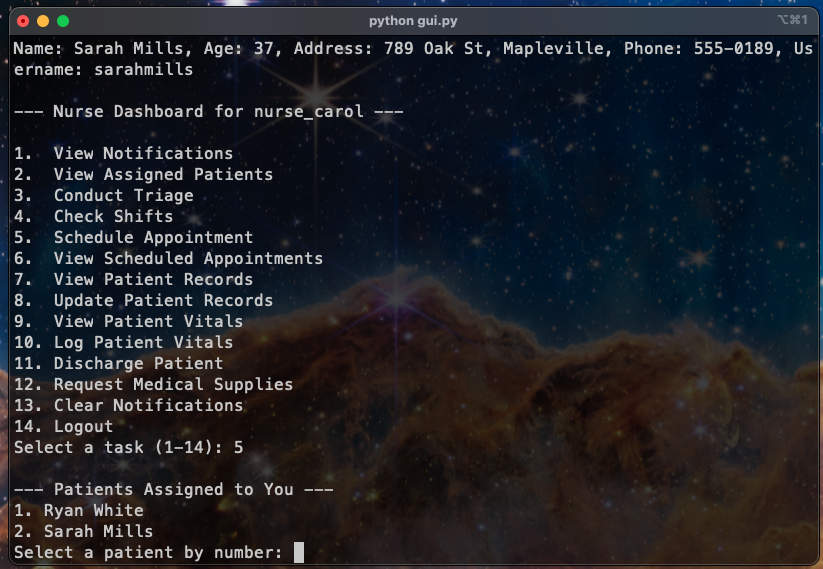 python gui.py
⌥⌘1
Name: Sarah Mills, Age: 37, Address: 789 Oak St, Mapleville, Phone: 555-0189, Us
ername: sarahmills
--- Nurse Dashboard for nurse_carol ---
1.  View Notifications
2.  View Assigned Patients
3.  Conduct Triage
4.  Check Shifts
5.  Schedule Appointment
6.  View Scheduled Appointments
7.  View Patient Records
8.  Update Patient Records
9.  View Patient Vitals
10. Log Patient Vitals
11. Discharge Patient
12. Request Medical Supplies
13. Clear Notifications
14. Logout
Select a task (1-14): 5
--- Patients Assigned to You ---
1. Ryan White
2. Sarah Mills
Select a patient by number: